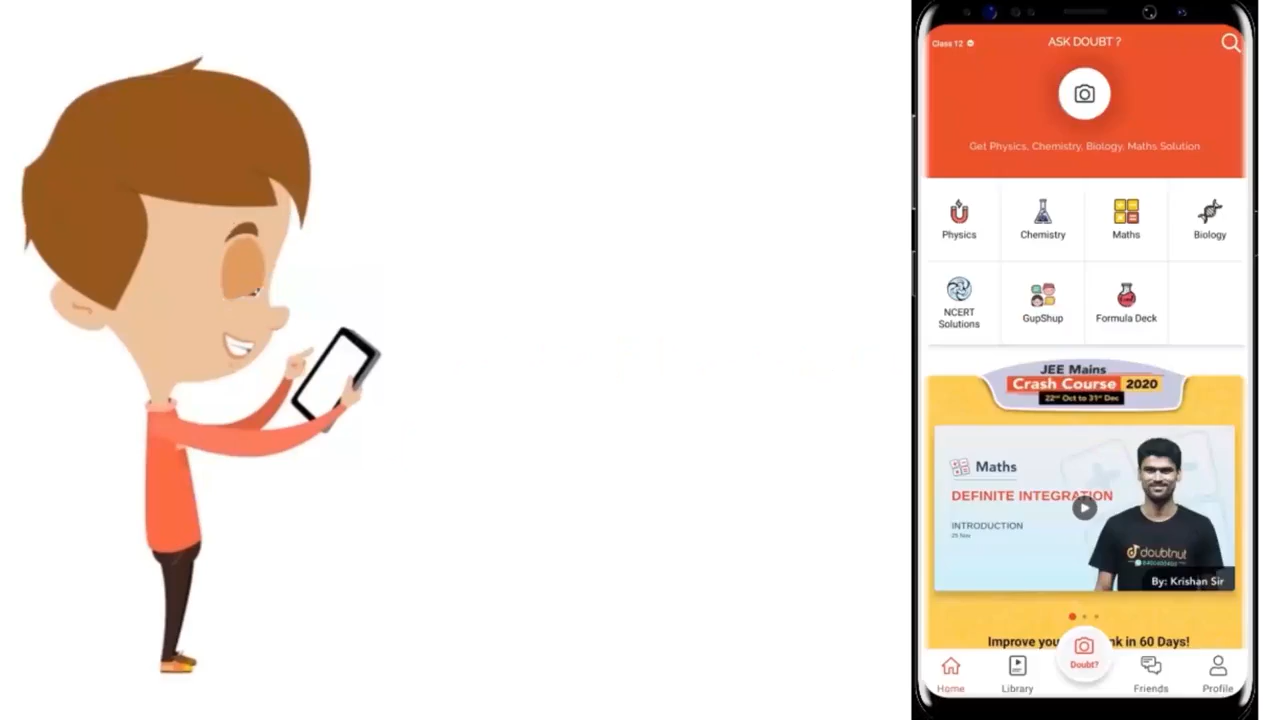 Class 12
ASK DOUBT ?
Get Physics, Chemistry, Biology, Maths Solution
Physics
Chemistry
Maths
Biology
NCERT
Solutions
GupShup
Formula Deck
JEE Mains
Crash Course 2020
22nd Oct to 31st Dec
Maths
DEFINITE INTEGRATION
INTRODUCTION
doubtnut
By: Krishan Sir
Improve you nk in 60 Days!
Doubt?
Home
Library
Friends
Profile